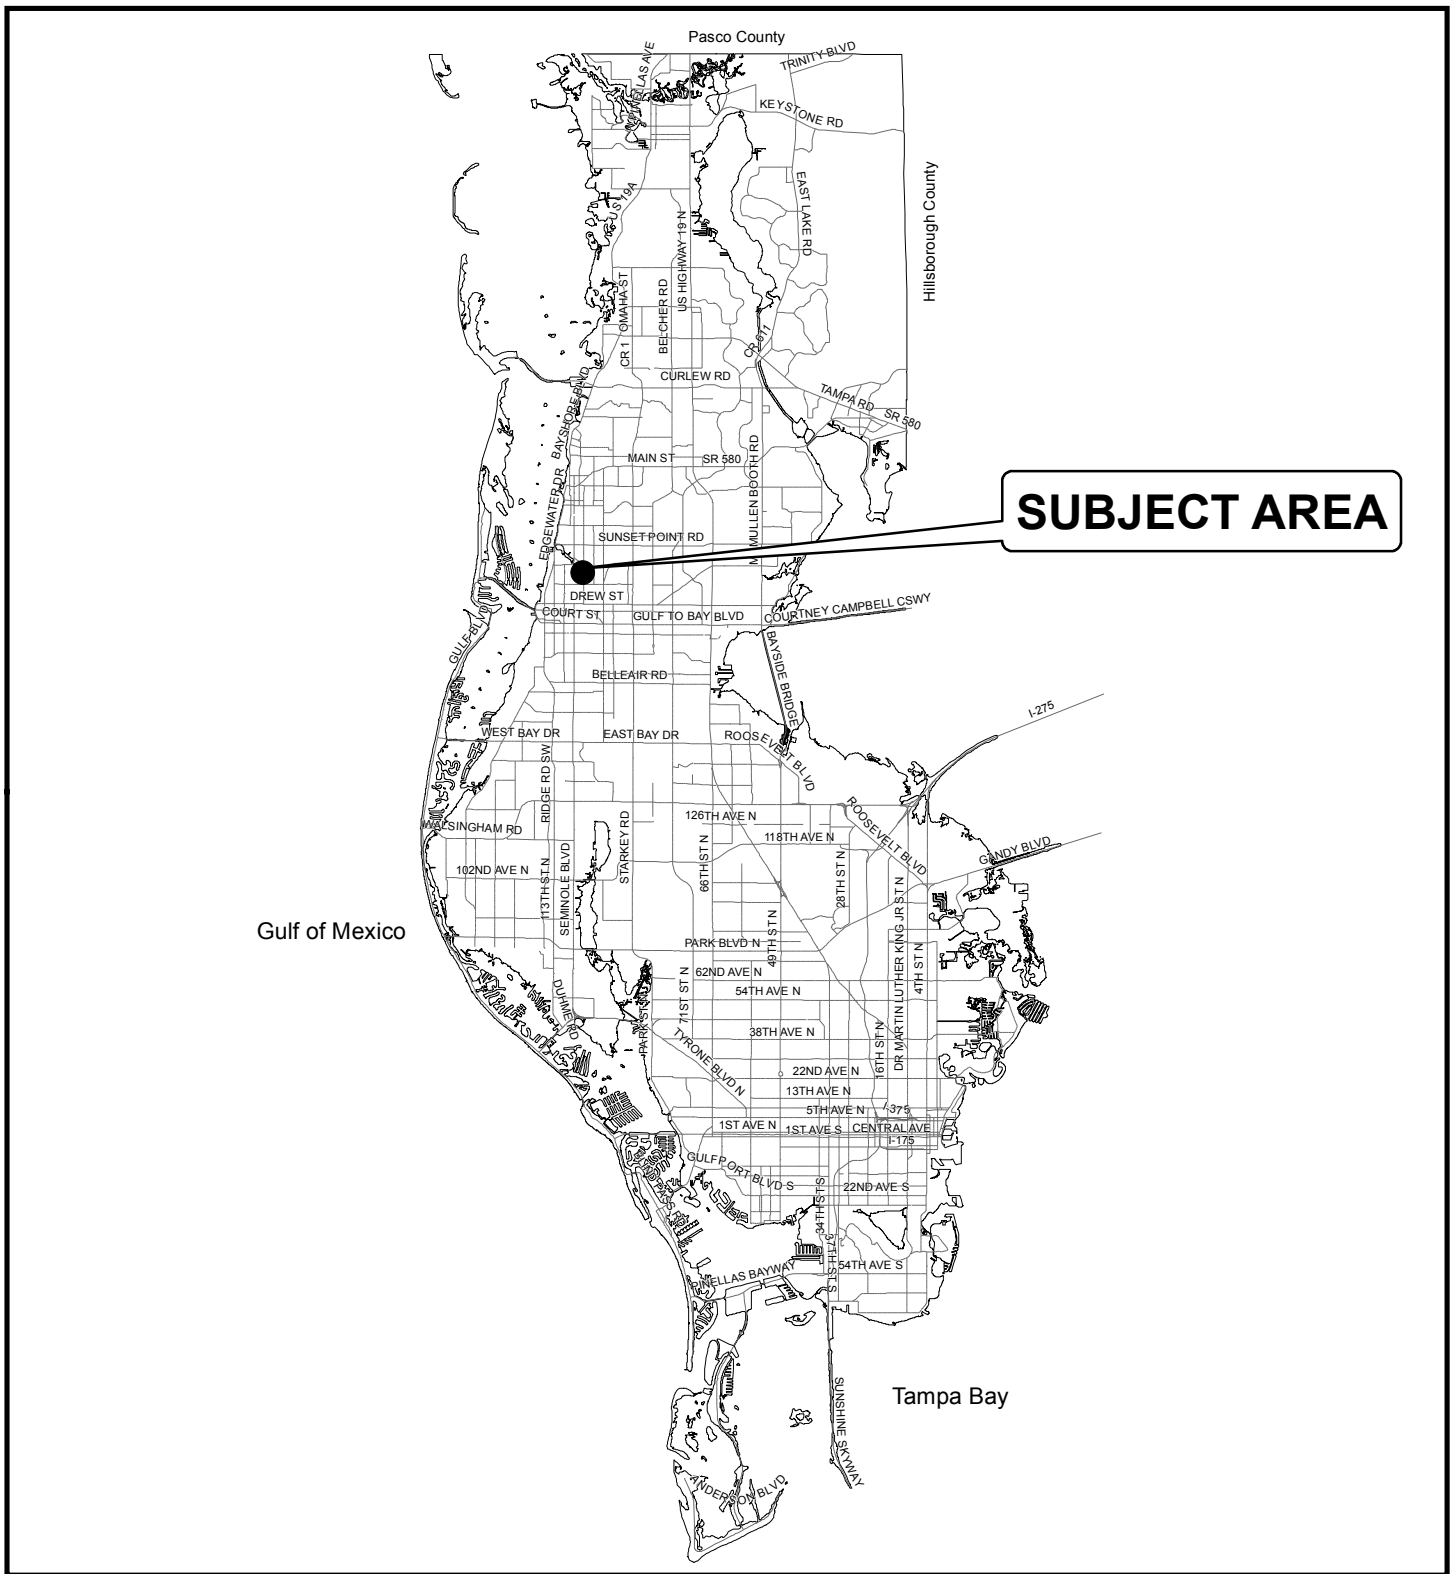 Pasco County
TRINITY BLVD
KEYSTONE RD
EAST LAKE RD
Hillsborough County
US 19A
US HIGHWAY 19 N
BELCHER RD
OMAHA ST
CR 1
CR 611
CURLEW RD
TAMPA RD
SR 580
BAYSHORE BLVD
MAIN ST
SR 580
EDGEWATER DR
SUBJECT AREA
SUNSET POINT RD
DREW ST
COURT ST
GULF TO BAY BLVD
COURTNEY CAMPBELL CSWY
GULF BLVD
BAYSIDE BRIDGE
BELLEAIR RD
I-275
WEST BAY DR
EAST BAY DR
ROOSEVELT BLVD
RIDGE RD SW
126TH AVE N
ROOSEVELT BLVD
WALSINGHAM RD
STARKEY RD
118TH AVE N
GANDY BLVD
102ND AVE N
66TH ST N
28TH ST N
113TH ST N
SEMINOLE BLVD
DR MARTIN LUTHER KING JR ST N
Gulf of Mexico
PARK BLVD N
49TH ST N
4TH ST N
62ND AVE N
71ST ST N
54TH AVE N
DUHME RD
PARK ST N
38TH AVE N
16TH ST N
TYRONE BLVD N
22ND AVE N
13TH AVE N
5TH AVE N
I-375
1ST AVE N
1ST AVE S
CENTRAL AVE
I-175
GULFPORT BLVD S
22ND AVE S
34TH ST S
37TH ST S
54TH AVE S
PINELLAS BAYWAY
Tampa Bay
SUNSHINE SKYWAY
ANDERSON BLVD